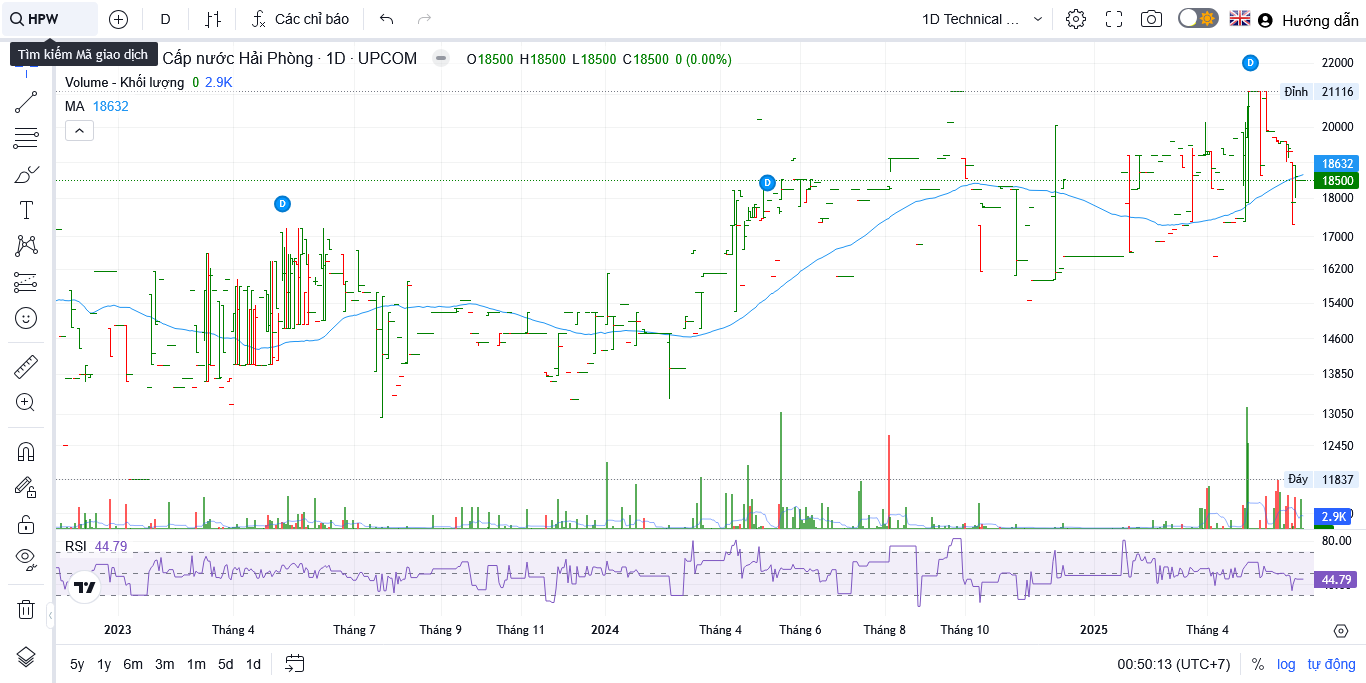 HPW D Các chỉ báo 1D Technical ... Hướng dẫn
Tìm kiếm Mã giao dịch
Cấp nước Hải Phòng · 1D · UPCOM O18500 H18500 L18500 C18500 0 (0.00%)
Volume - Khối lượng 0 2.9K
MA 18632
D
D
D
22000
Đỉnh 21116
20000
18632
18500
18000
17000
16200
15400
14600
13850
13050
12450
Đáy 11837
2.9K
RSI 44.79
80.00
44.79
2023 Tháng 4 Tháng 7 Tháng 9 Tháng 11 2024 Tháng 4 Tháng 6 Tháng 8 Tháng 10 2025 Tháng 4
5y 1y 6m 3m 1m 5d 1d 00:50:13 (UTC+7) % log tự động